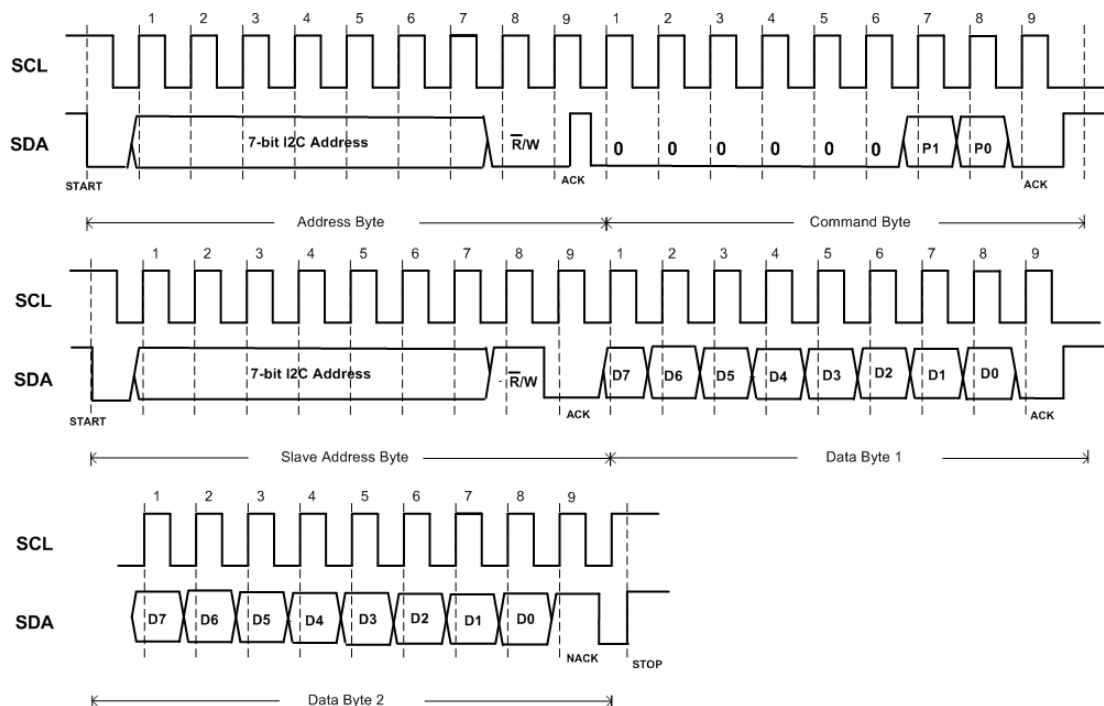 1 2 3 4 5 6 7 8 9 1 2 3 4 5 6 7 8 9
SCL
SDA 7-bit I2C Address R̅/W 0 0 0 0 0 0 P1 P0
START ACK ACK
Address Byte Command Byte
1 2 3 4 5 6 7 8 9 1 2 3 4 5 6 7 8 9
SCL
SDA 7-bit I2C Address R̅/W D7 D6 D5 D4 D3 D2 D1 D0
START ACK ACK
Slave Address Byte Data Byte 1
1 2 3 4 5 6 7 8 9
SCL
SDA D7 D6 D5 D4 D3 D2 D1 D0
NACK STOP
Data Byte 2